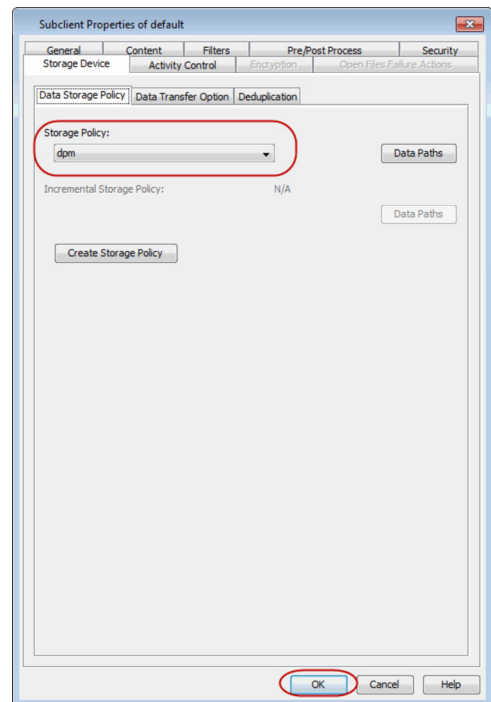 Subclient Properties of default
General Content Filters Pre/Post Process Security
Storage Device Activity Control Encryption Open Files Failure Actions
Data Storage Policy Data Transfer Option Deduplication
Storage Policy:
dpm Data Paths
Incremental Storage Policy: N/A
Data Paths
Create Storage Policy
OK Cancel Help